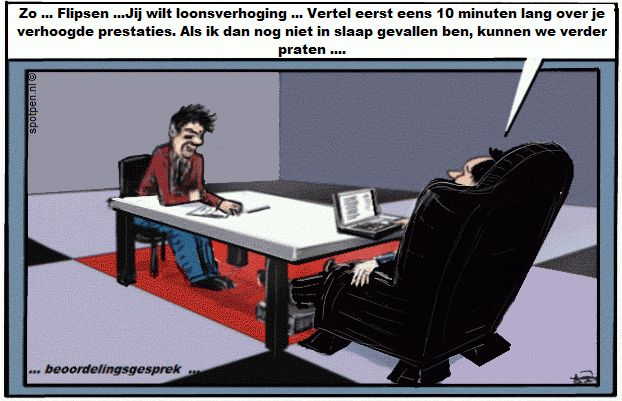 Zo ... Flipsen ...Jij wilt loonsverhoging ... Vertel eerst eens 10 minuten lang over je
verhoogde prestaties. Als ik dan nog niet in slaap gevallen ben, kunnen we verder
praten ....
spotpen.nl ©
... beoordelingsgesprek ...